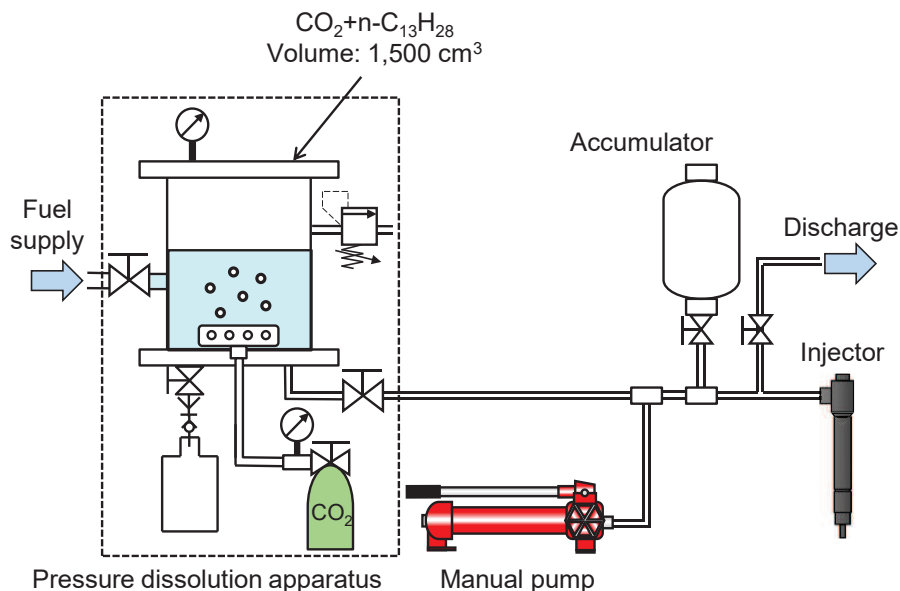 CO₂+n-C₁₃H₂₈
Volume: 1,500 cm³
Accumulator
Fuel
supply
Discharge
Injector
CO₂
Pressure dissolution apparatus
Manual pump